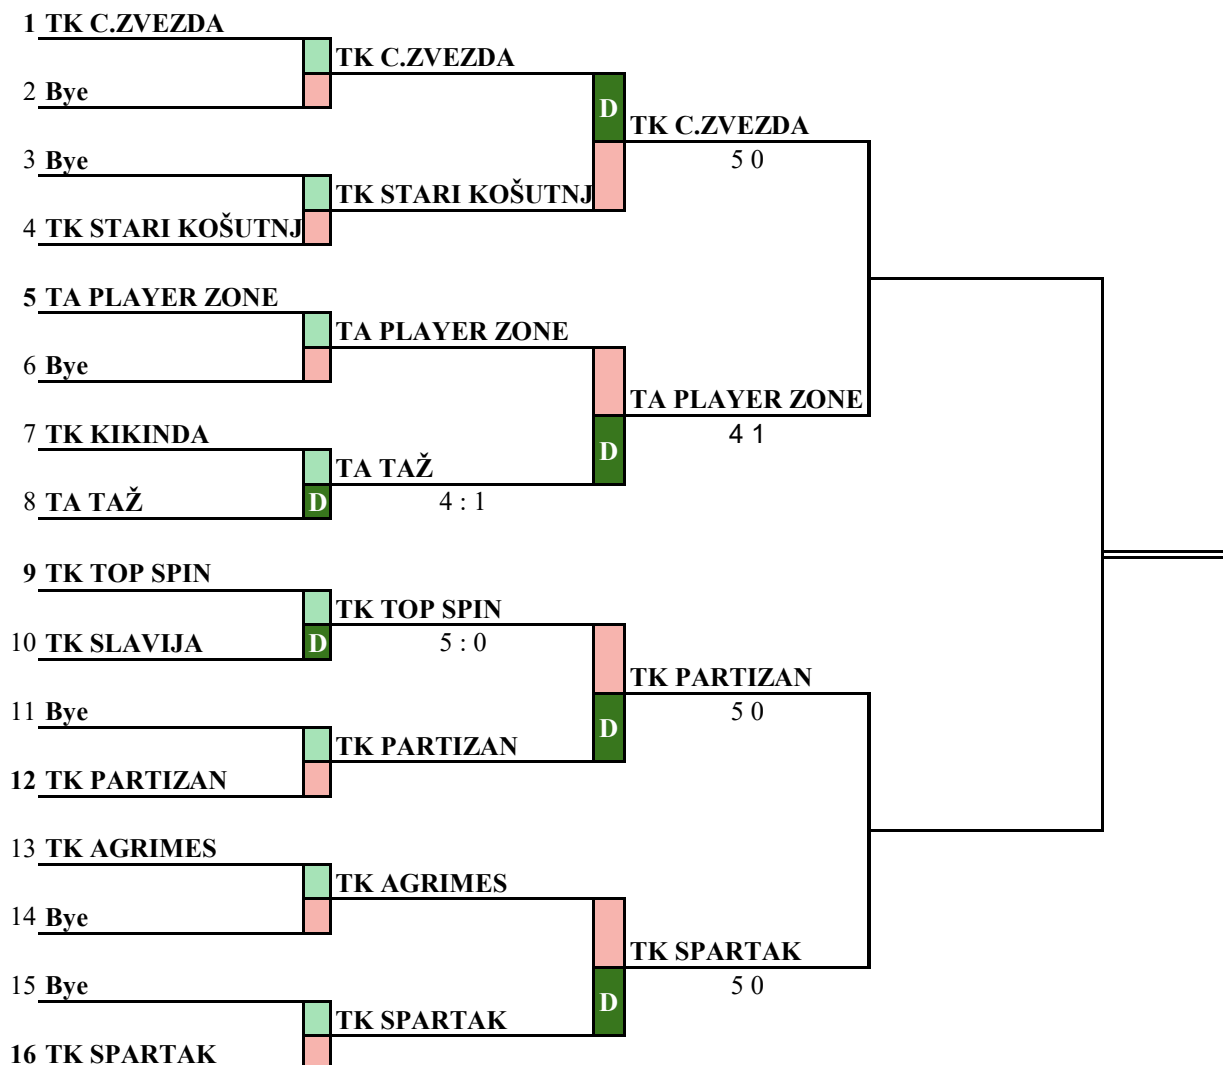 1 TK C.ZVEZDA
TK C.ZVEZDA
2 Bye
D
TK C.ZVEZDA
5 0
3 Bye
TK STARI KOŠUTNJ
4 TK STARI KOŠUTNJ
5 TA PLAYER ZONE
TA PLAYER ZONE
6 Bye
TA PLAYER ZONE
4 1
7 TK KIKINDA
D
TA TAŽ
4 : 1
8 TA TAŽ
D
9 TK TOP SPIN
TK TOP SPIN
5 : 0
10 TK SLAVIJA
D
TK PARTIZAN
5 0
11 Bye
D
TK PARTIZAN
12 TK PARTIZAN
13 TK AGRIMES
TK AGRIMES
14 Bye
TK SPARTAK
5 0
15 Bye
D
TK SPARTAK
16 TK SPARTAK